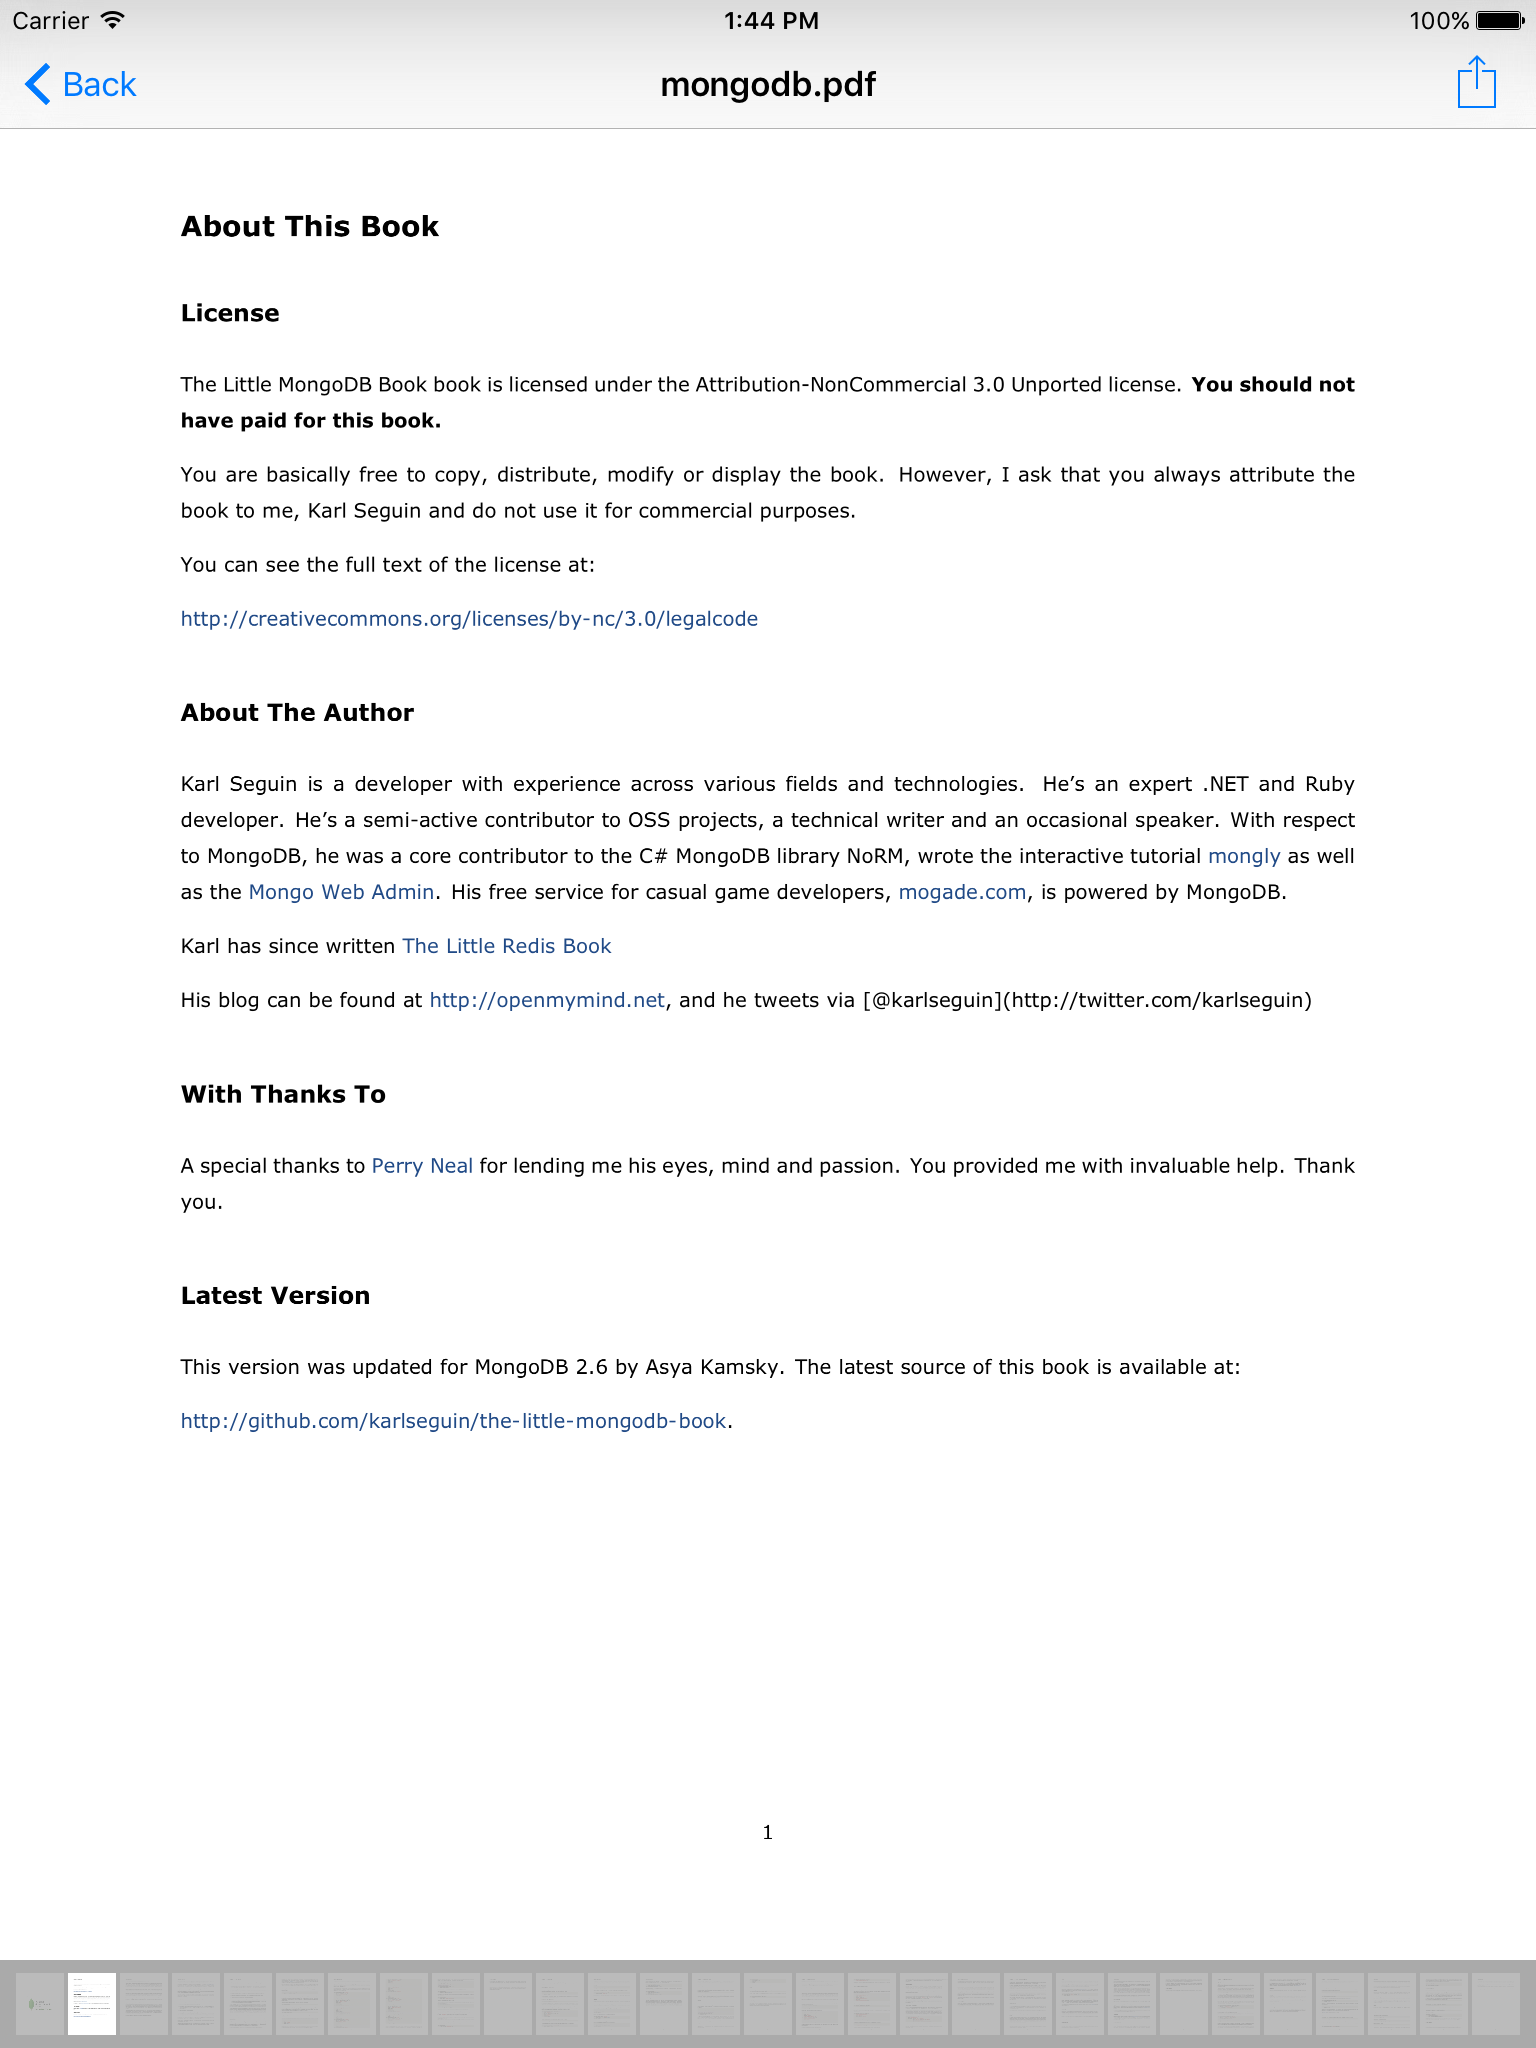 Carrier 1:44 PM 100%
Back mongodb.pdf
About This Book
License
The Little MongoDB Book book is licensed under the Attribution-NonCommercial 3.0 Unported license. You should not
have paid for this book.
You are basically free to copy, distribute, modify or display the book. However, I ask that you always attribute the
book to me, Karl Seguin and do not use it for commercial purposes.
You can see the full text of the license at:
http://creativecommons.org/licenses/by-nc/3.0/legalcode
About The Author
Karl Seguin is a developer with experience across various fields and technologies. He’s an expert .NET and Ruby
developer. He’s a semi-active contributor to OSS projects, a technical writer and an occasional speaker. With respect
to MongoDB, he was a core contributor to the C# MongoDB library NoRM, wrote the interactive tutorial mongly as well
as the Mongo Web Admin. His free service for casual game developers, mogade.com, is powered by MongoDB.
Karl has since written The Little Redis Book
His blog can be found at http://openmymind.net, and he tweets via [@karlseguin](http://twitter.com/karlseguin)
With Thanks To
A special thanks to Perry Neal for lending me his eyes, mind and passion. You provided me with invaluable help. Thank
you.
Latest Version
This version was updated for MongoDB 2.6 by Asya Kamsky. The latest source of this book is available at:
http://github.com/karlseguin/the-little-mongodb-book.
1